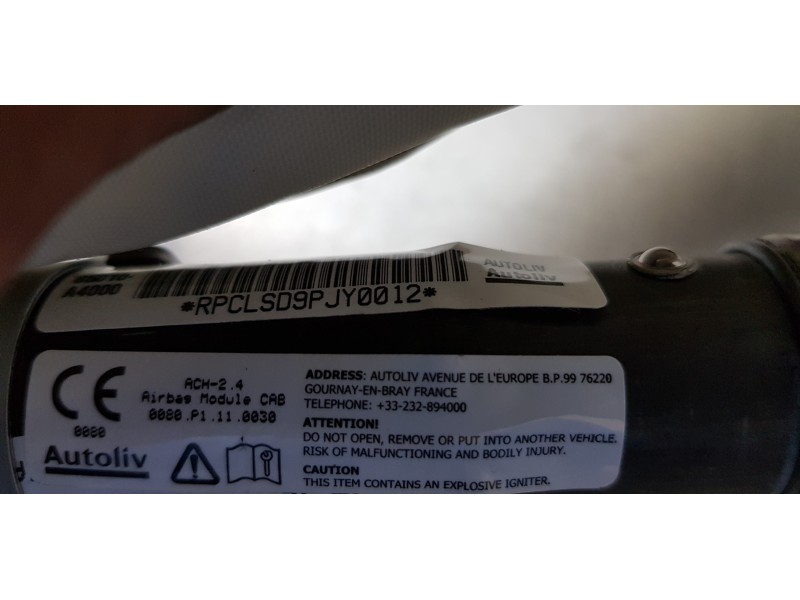 A4000
*RPCLSD9PJY0012*
AUTOLIV
Autoliv
CE
0080
Autoliv
ACH-2.4
Airbag Module CAB
0080.P1.11.0030
ADDRESS: AUTOLIV AVENUE DE L'EUROPE B.P.99 76220
GOURNAY-EN-BRAY FRANCE
TELEPHONE: +33-232-894000
ATTENTION!
DO NOT OPEN, REMOVE OR PUT INTO ANOTHER VEHICLE.
RISK OF MALFUNCTIONING AND BODILY INJURY.
CAUTION
THIS ITEM CONTAINS AN EXPLOSIVE IGNITER.